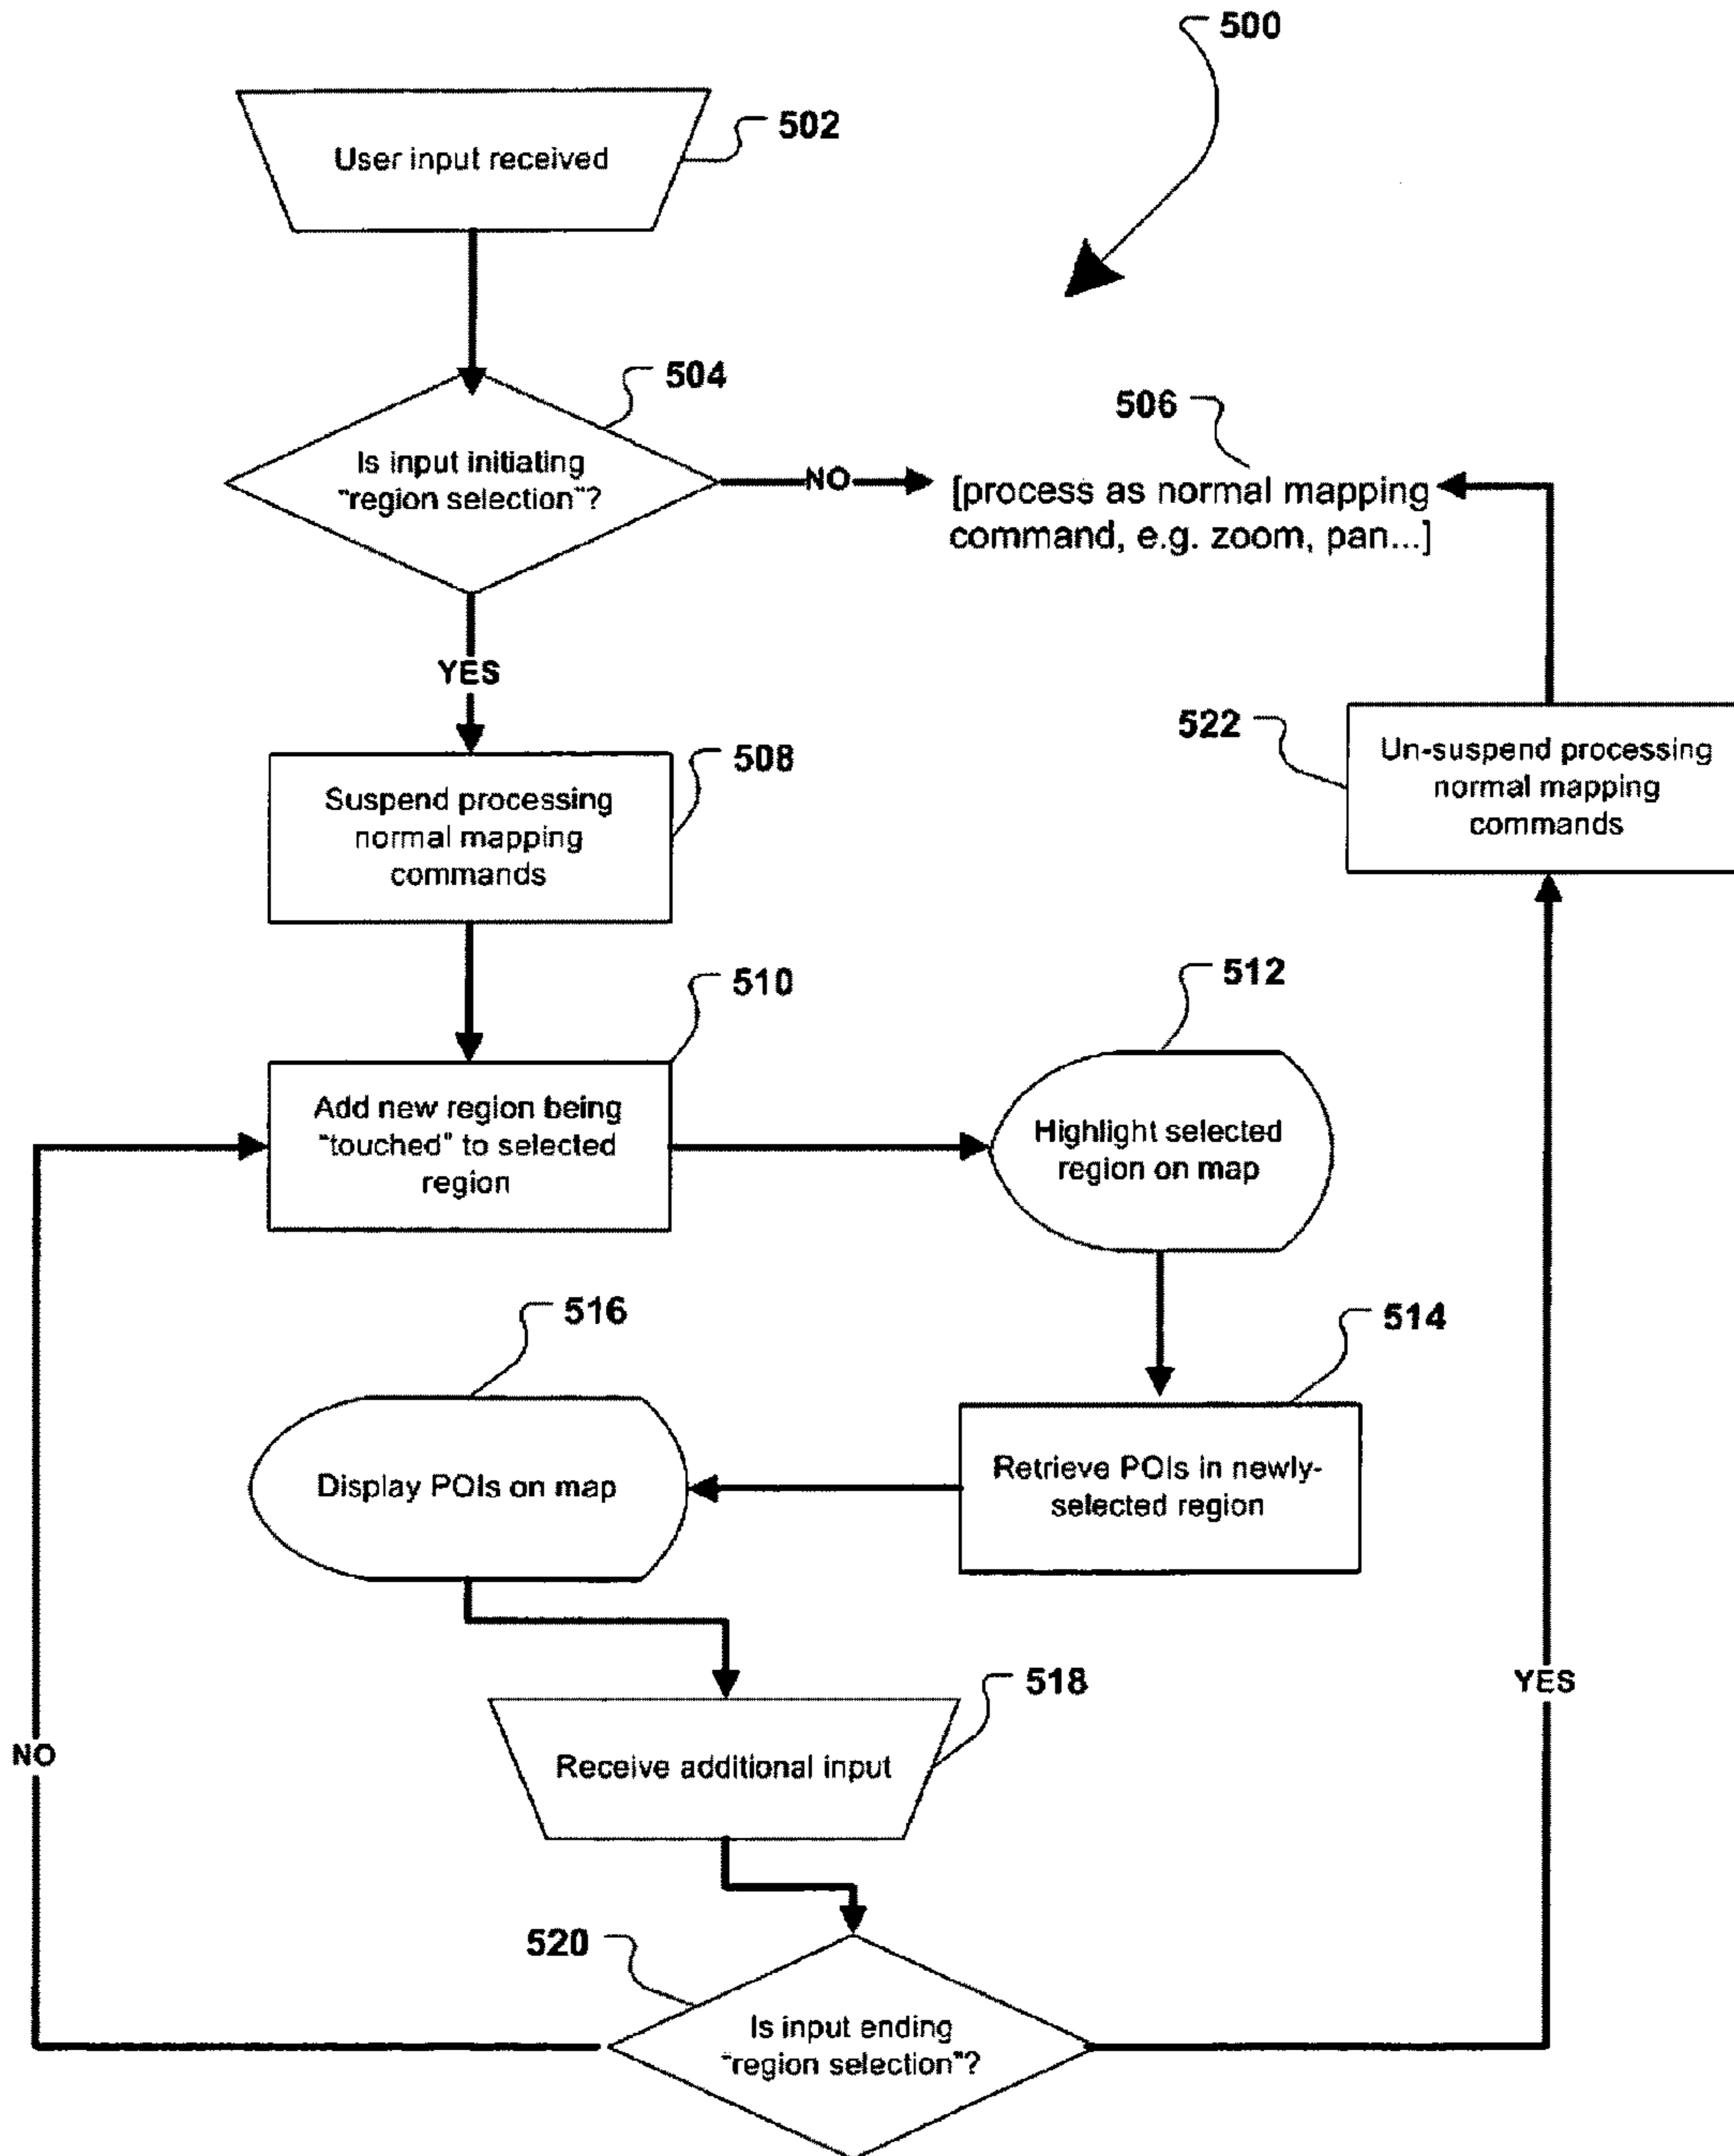 500
502
User input received
504
Is input initiating
"region selection"?
NO
506
[process as normal mapping
command, e.g. zoom, pan...]
YES
508
Suspend processing
normal mapping
commands
522
Un-suspend processing
normal mapping
commands
510
Add new region being
"touched" to selected
region
512
Highlight selected
region on map
514
Retrieve POIs in newly-
selected region
516
Display POIs on map
518
Receive additional input
NO
YES
520
Is input ending
"region selection"?